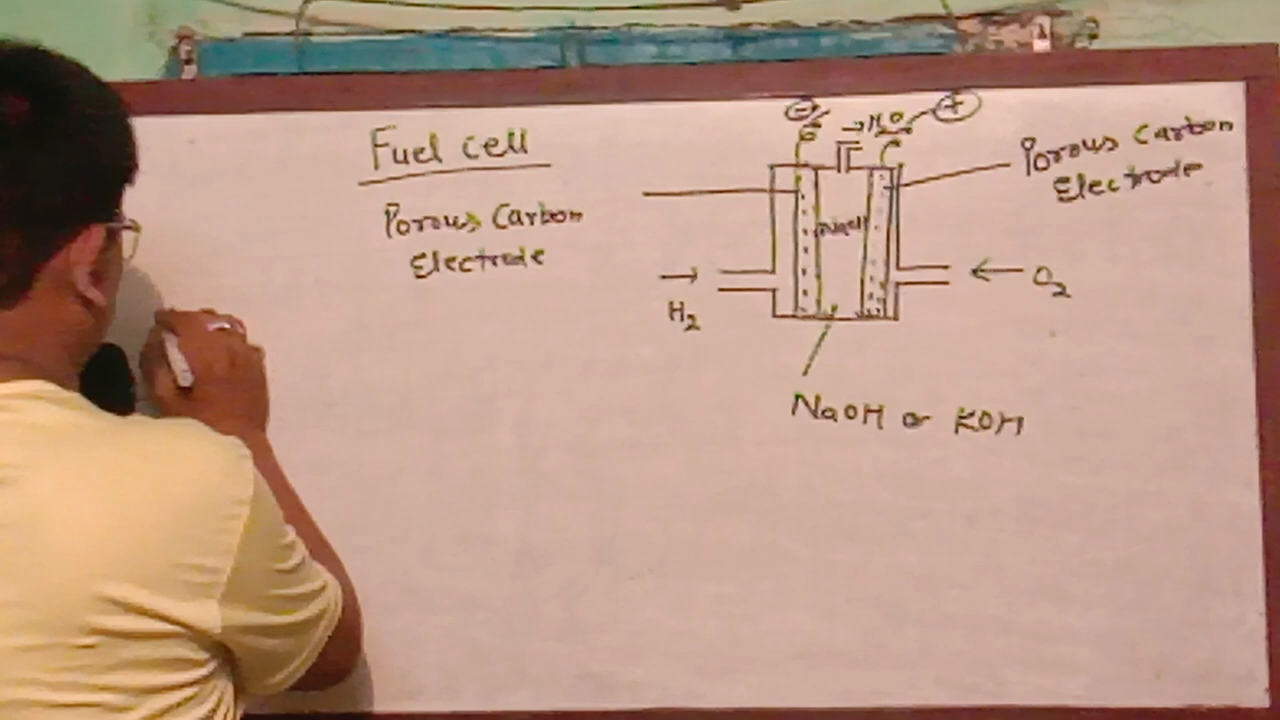 Fuel cell
Porous Carbon
Electrode
⊖
→ H2O
⊕
Porous Carbon
Electrode
→
H₂
← O₂
NaOH or KOH